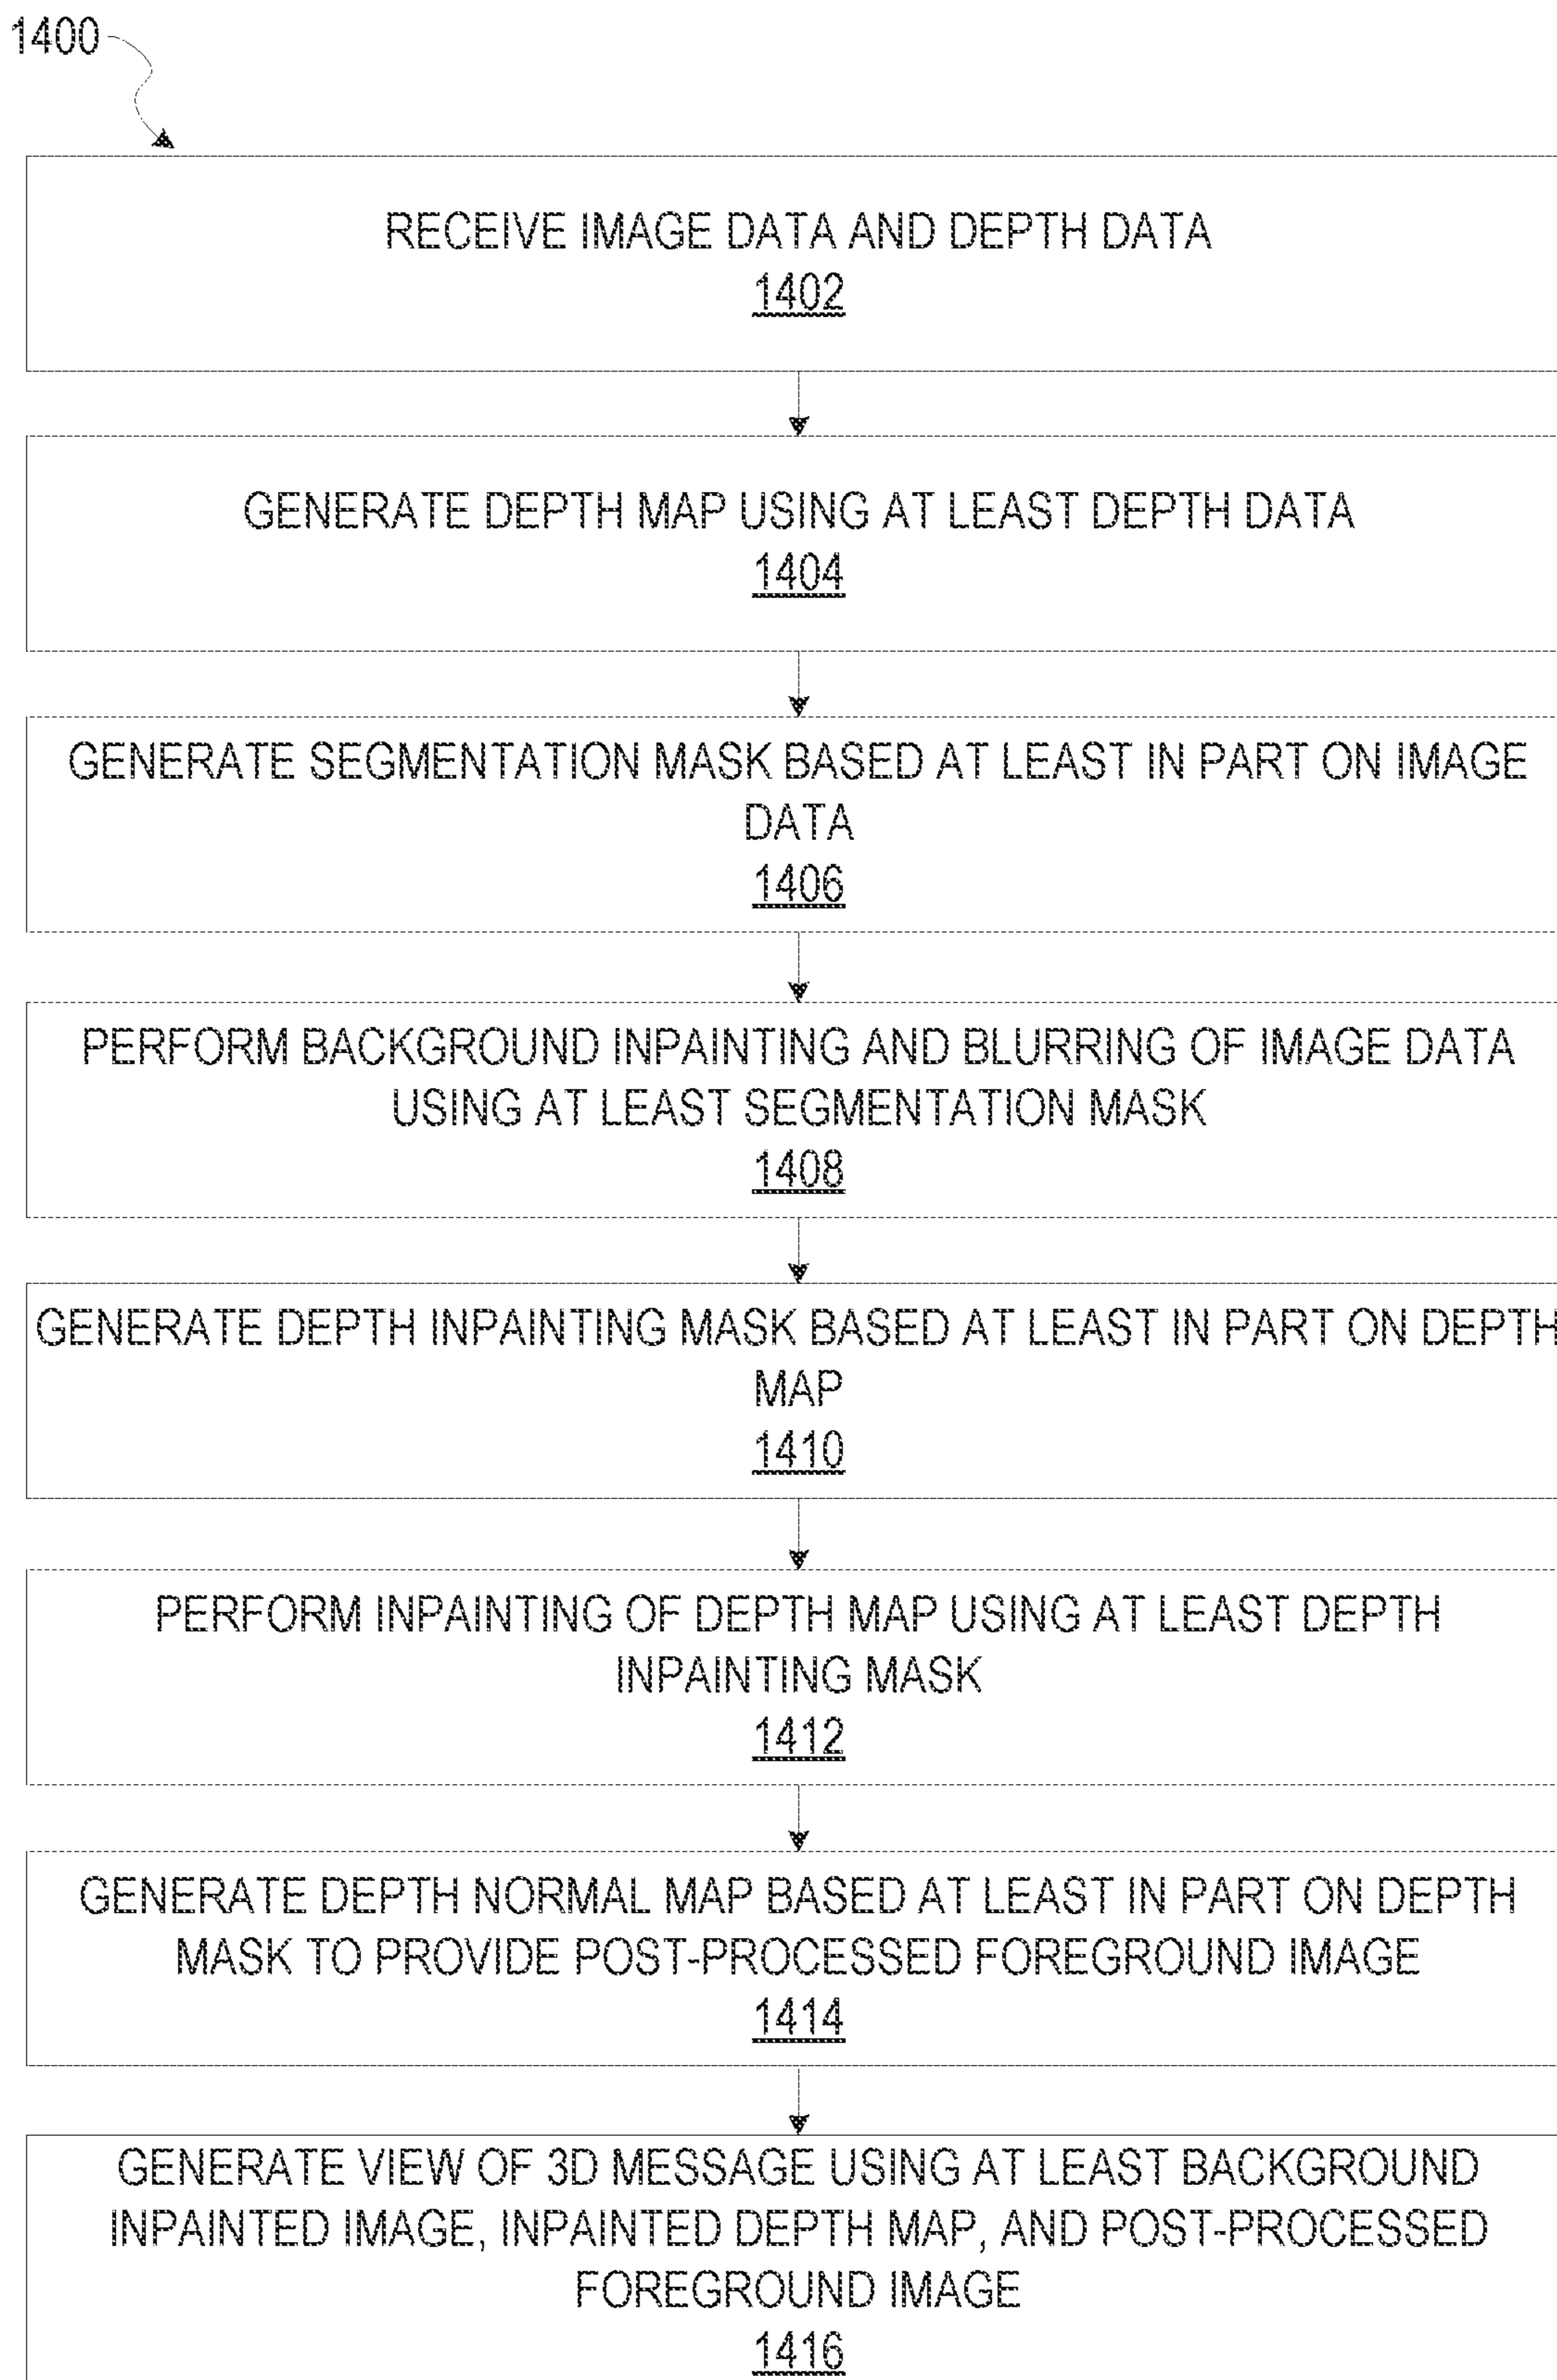 1400
RECEIVE IMAGE DATA AND DEPTH DATA
1402
GENERATE DEPTH MAP USING AT LEAST DEPTH DATA
1404
GENERATE SEGMENTATION MASK BASED AT LEAST IN PART ON IMAGE
DATA
1406
PERFORM BACKGROUND INPAINTING AND BLURRING OF IMAGE DATA
USING AT LEAST SEGMENTATION MASK
1408
GENERATE DEPTH INPAINTING MASK BASED AT LEAST IN PART ON DEPTH
MAP
1410
PERFORM INPAINTING OF DEPTH MAP USING AT LEAST DEPTH
INPAINTING MASK
1412
GENERATE DEPTH NORMAL MAP BASED AT LEAST IN PART ON DEPTH
MASK TO PROVIDE POST-PROCESSED FOREGROUND IMAGE
1414
GENERATE VIEW OF 3D MESSAGE USING AT LEAST BACKGROUND
INPAINTED IMAGE, INPAINTED DEPTH MAP, AND POST-PROCESSED
FOREGROUND IMAGE
1416